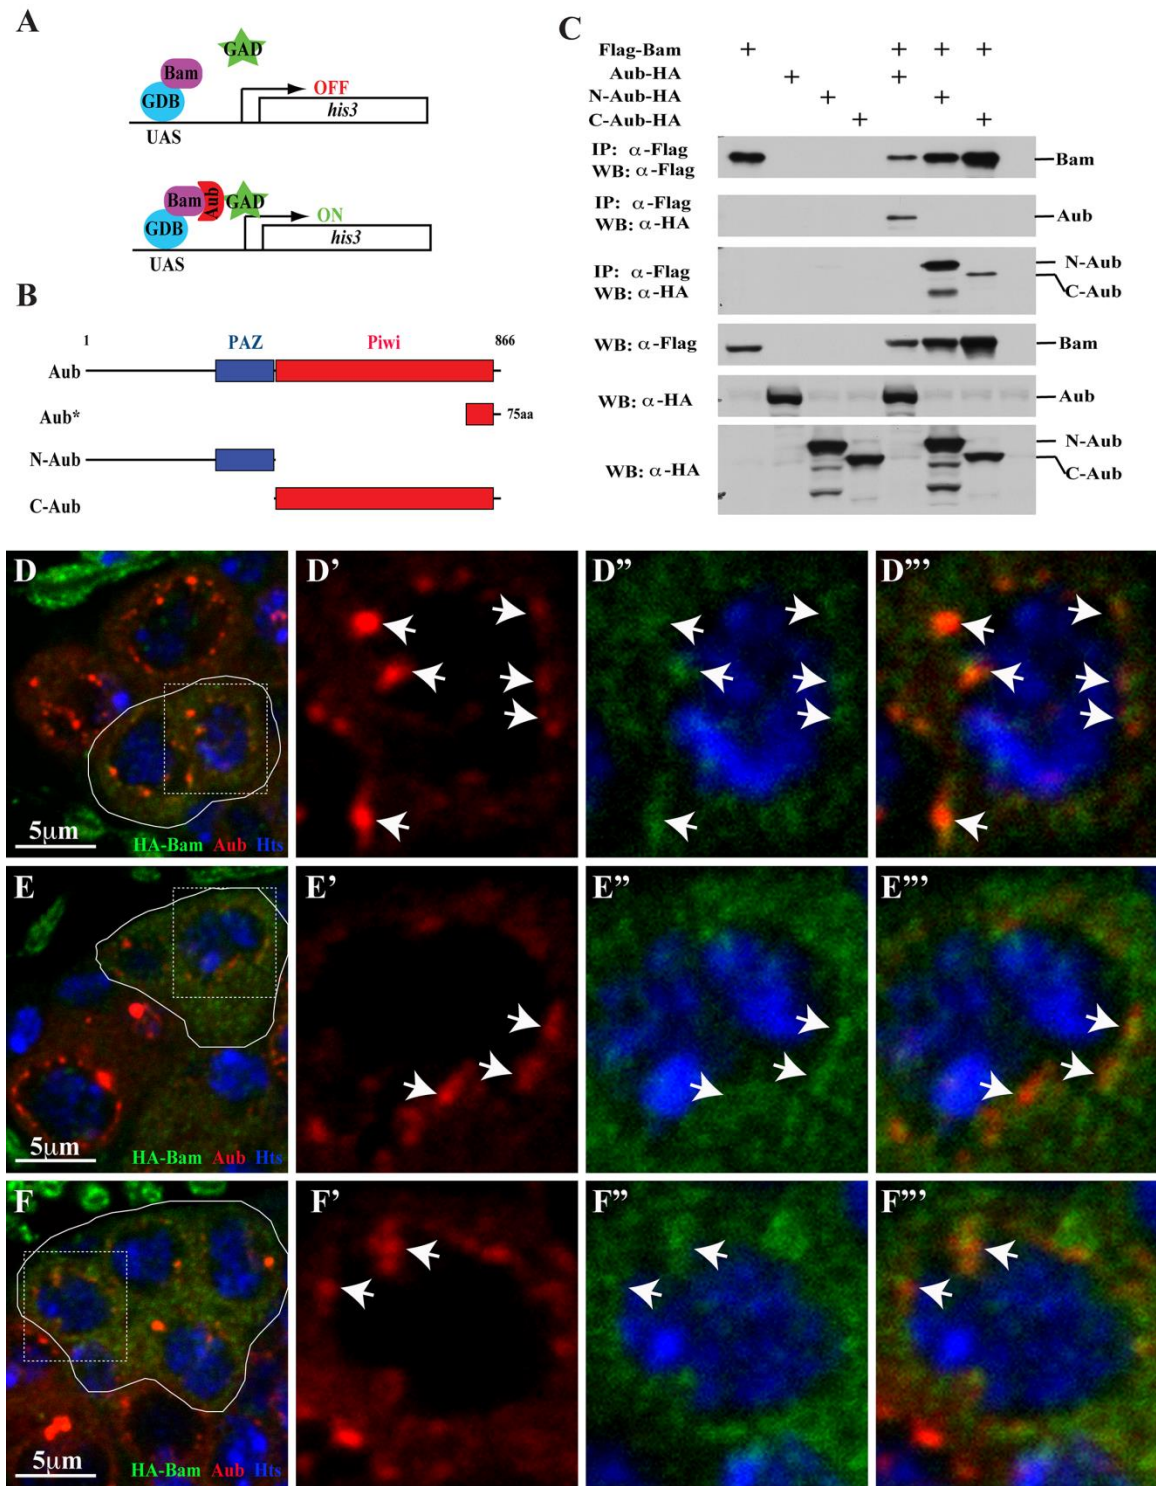 A
GAD
Bam
GDB
OFF
his3
UAS
Bam
Aub
GAD
GDB
ON
his3
UAS
B
1 PAZ Piwi 866
Aub
Aub* 75aa
N-Aub
C-Aub
C
Flag-Bam + + + +
Aub-HA + +
N-Aub-HA + +
C-Aub-HA + +
IP: α-Flag
WB: α-Flag
Bam
IP: α-Flag
WB: α-HA
Aub
IP: α-Flag
WB: α-HA
N-Aub
C-Aub
WB: α-Flag
Bam
WB: α-HA
Aub
WB: α-HA
N-Aub
C-Aub
D D' D'' D'''
5μm
HA-Bam Aub Hts
E E' E'' E'''
5μm
HA-Bam Aub Hts
F F' F'' F'''
5μm
HA-Bam Aub Hts